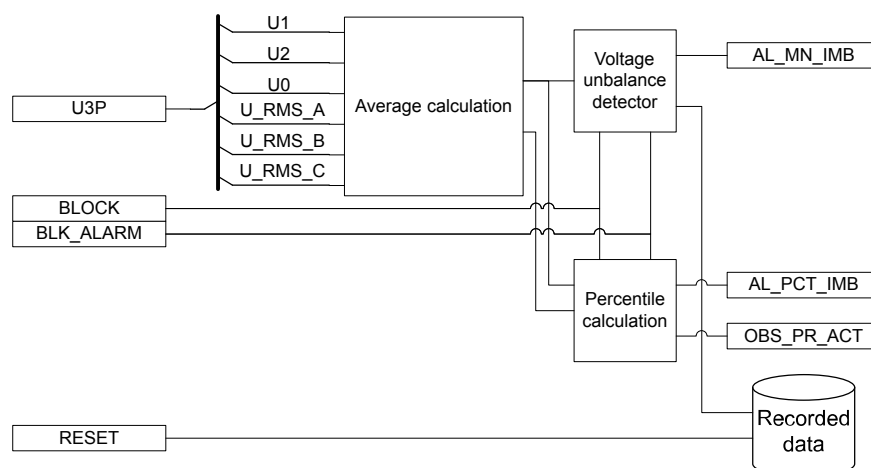 U1
U2
U0
U_RMS_A
U_RMS_B
U_RMS_C
U3P
Average calculation
Voltage
unbalance
detector
AL_MN_IMB
BLOCK
BLK_ALARM
Percentile
calculation
AL_PCT_IMB
OBS_PR_ACT
RESET
Recorded
data